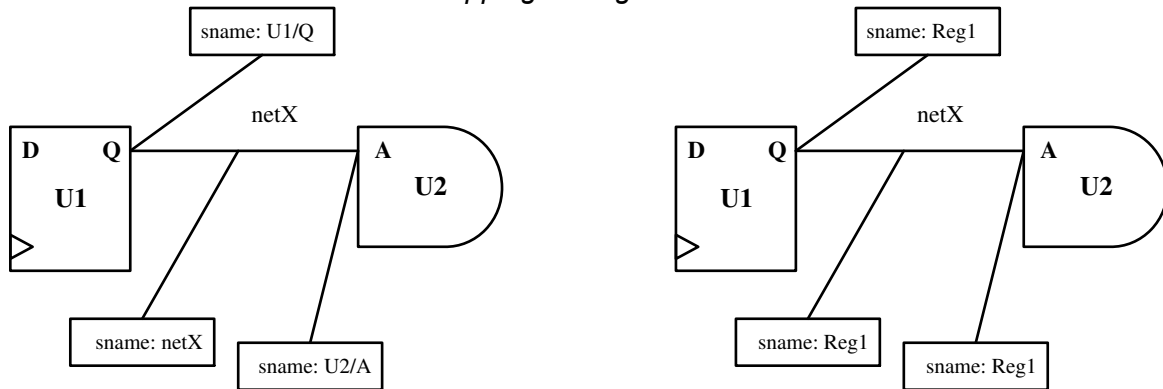 sname: U1/Q
sname: Reg1
netX
netX
D Q A
U1
U2
D Q A
U1
U2
sname: netX
sname: U2/A
sname: Reg1
sname: Reg1